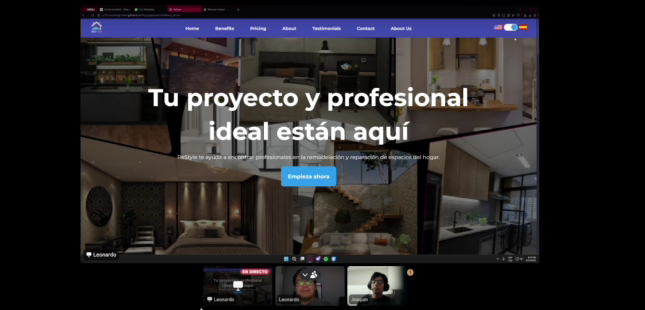 Home Benefits Pricing About Testimonials Contact About Us
Tu proyecto y profesional
ideal están aquí
ReStyle te ayuda a encontrar profesionales en la remodelación y reparación de espacios del hogar.
Empieza ahora
Leonardo
EN DIRECTO
Leonardo
Leonardo
Joaquin